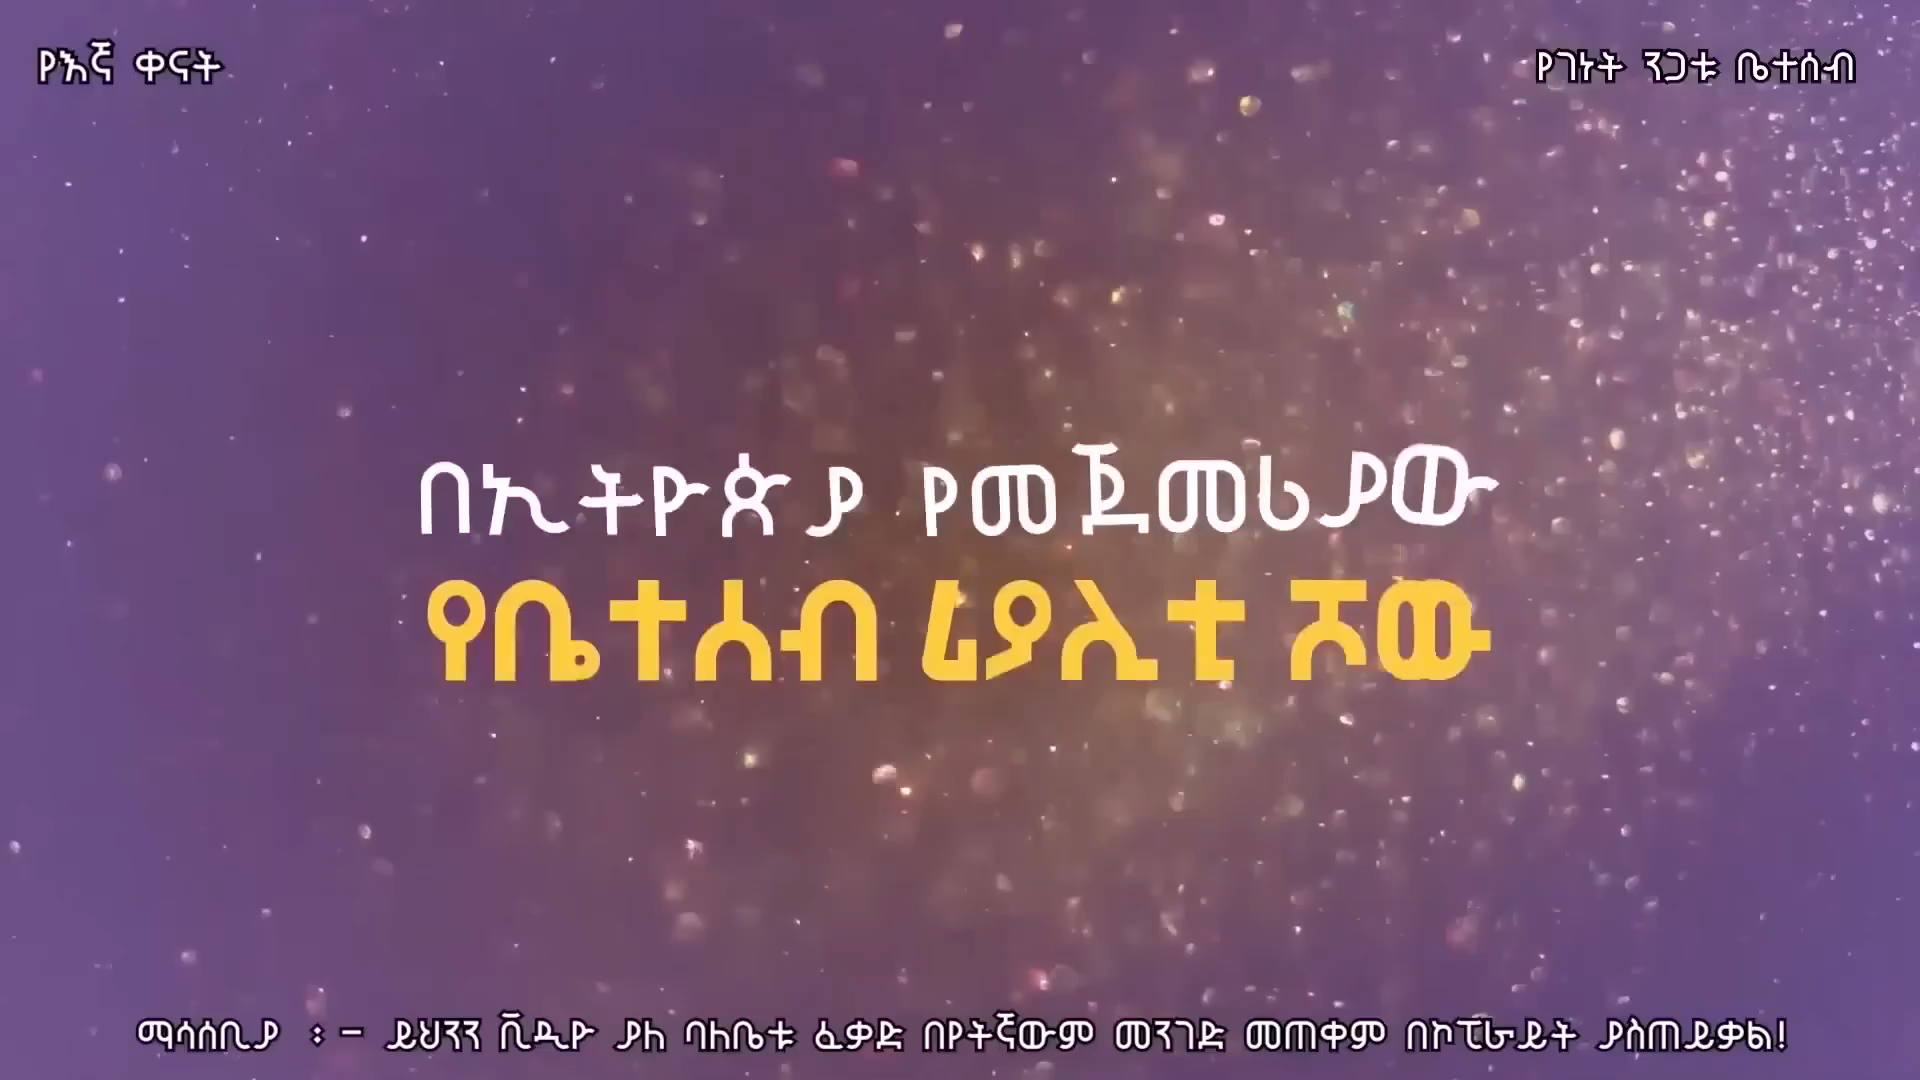 የእኛ ቀናት
የገነት ንጋቱ ቤተሰብ
በኢትዮጵያ የመጀመሪያው
የቤተሰብ ሪያሊቲ ሾው
ማሳሰቢያ ፡ - ይህንን ቪዲዮ ያለ ባለቤቱ ፈቃድ በየትኛውም መንገድ መጠቀም በኮፒራይት ያስጠይቃል!